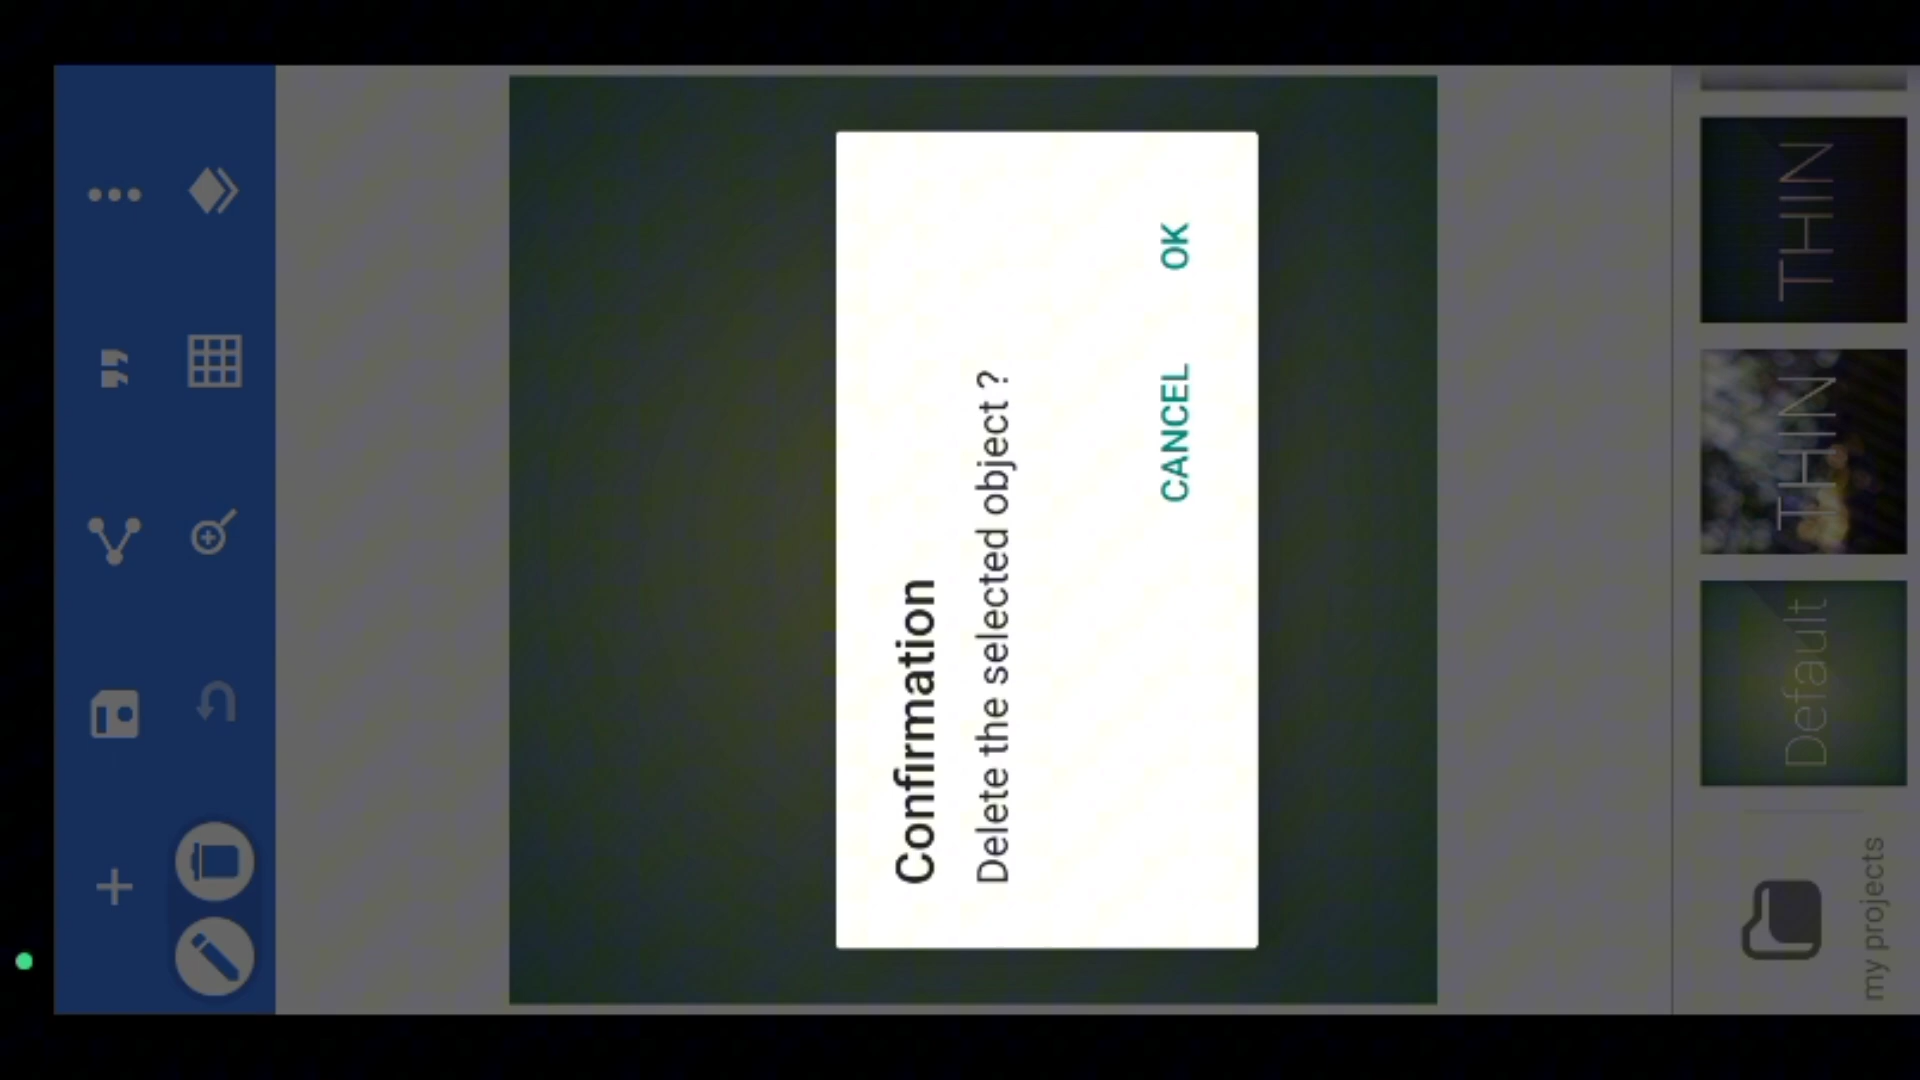 Confirmation
Delete the selected object ?
CANCEL
OK
my projects
Default
THIN
THIN